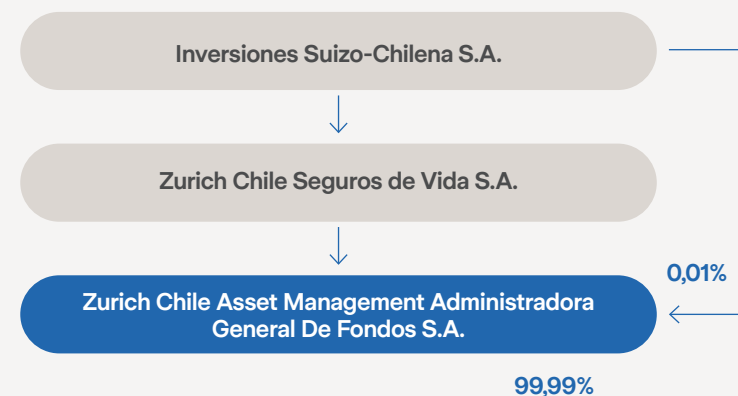 Inversiones Suizo-Chilena S.A.
Zurich Chile Seguros de Vida S.A.
0,01%
Zurich Chile Asset Management Administradora
General De Fondos S.A.
99,99%